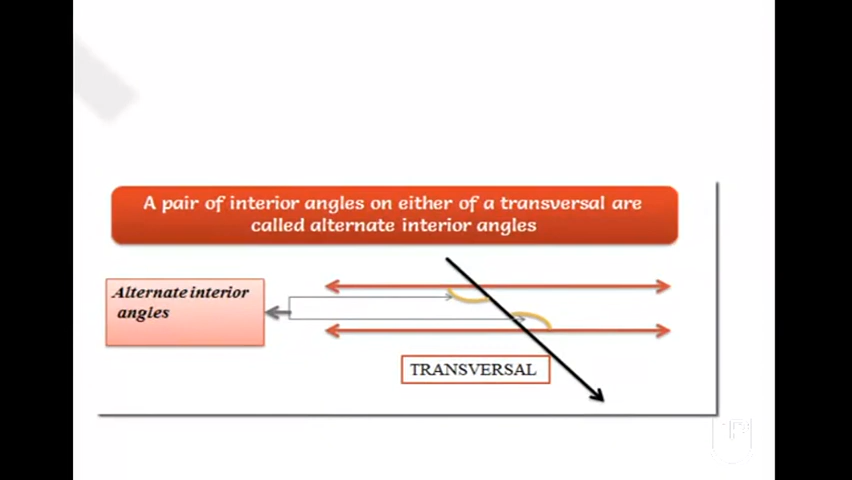 A pair of interior angles on either of a transversal are
called alternate interior angles
Alternate interior
angles
TRANSVERSAL